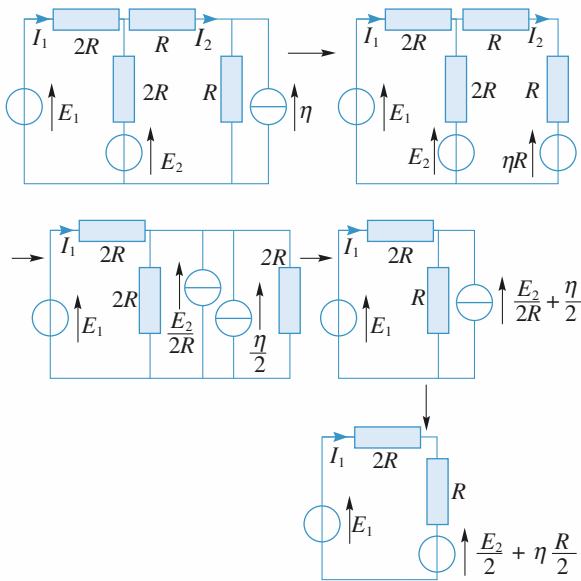 I₁ 2R R I₂
E₁ 2R R η
E₂
I₁ 2R R I₂
E₁ 2R R
E₂ ηR
I₁ 2R
E₁ 2R E₂/2R η/2 2R
I₁ 2R
E₁ R E₂/2R + η/2
I₁ 2R
E₁ R
E₂/2 + η R/2